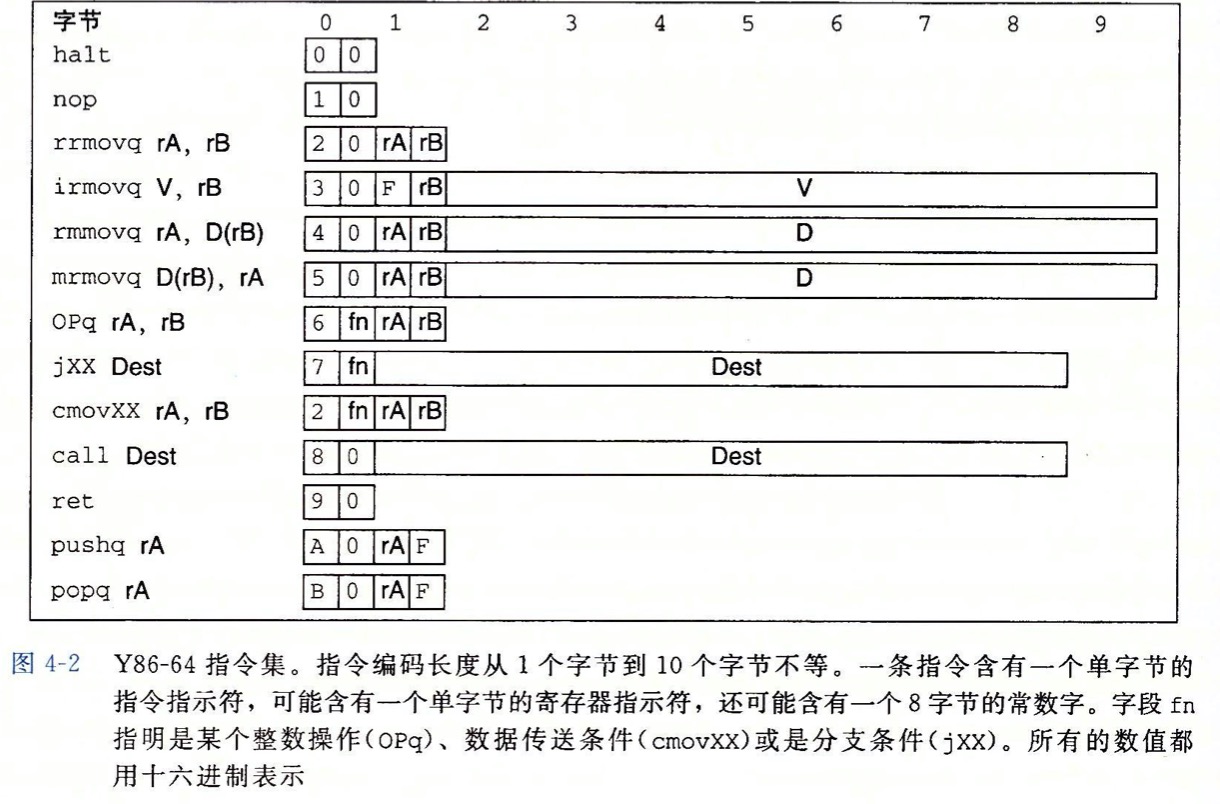 字节 0 1 2 3 4 5 6 7 8 9
halt 0 0
nop 1 0
rrmovq rA, rB 2 0 rA rB
irmovq V, rB 3 0 F rB V
rmmovq rA, D(rB) 4 0 rA rB D
mrmovq D(rB), rA 5 0 rA rB D
OPq rA, rB 6 fn rA rB
jXX Dest 7 fn Dest
cmovXX rA, rB 2 fn rA rB
call Dest 8 0 Dest
ret 9 0
pushq rA A 0 rA F
popq rA B 0 rA F
图 4-2 Y86-64 指令集。指令编码长度从 1 个字节到 10 个字节不等。一条指令含有一个单字节的
指令指示符，可能含有一个单字节的寄存器指示符，还可能含有一个 8 字节的常数字。字段 fn
指明是某个整数操作(OPq)、数据传送条件(cmovXX)或是分支条件(jXX)。所有的数值都
用十六进制表示